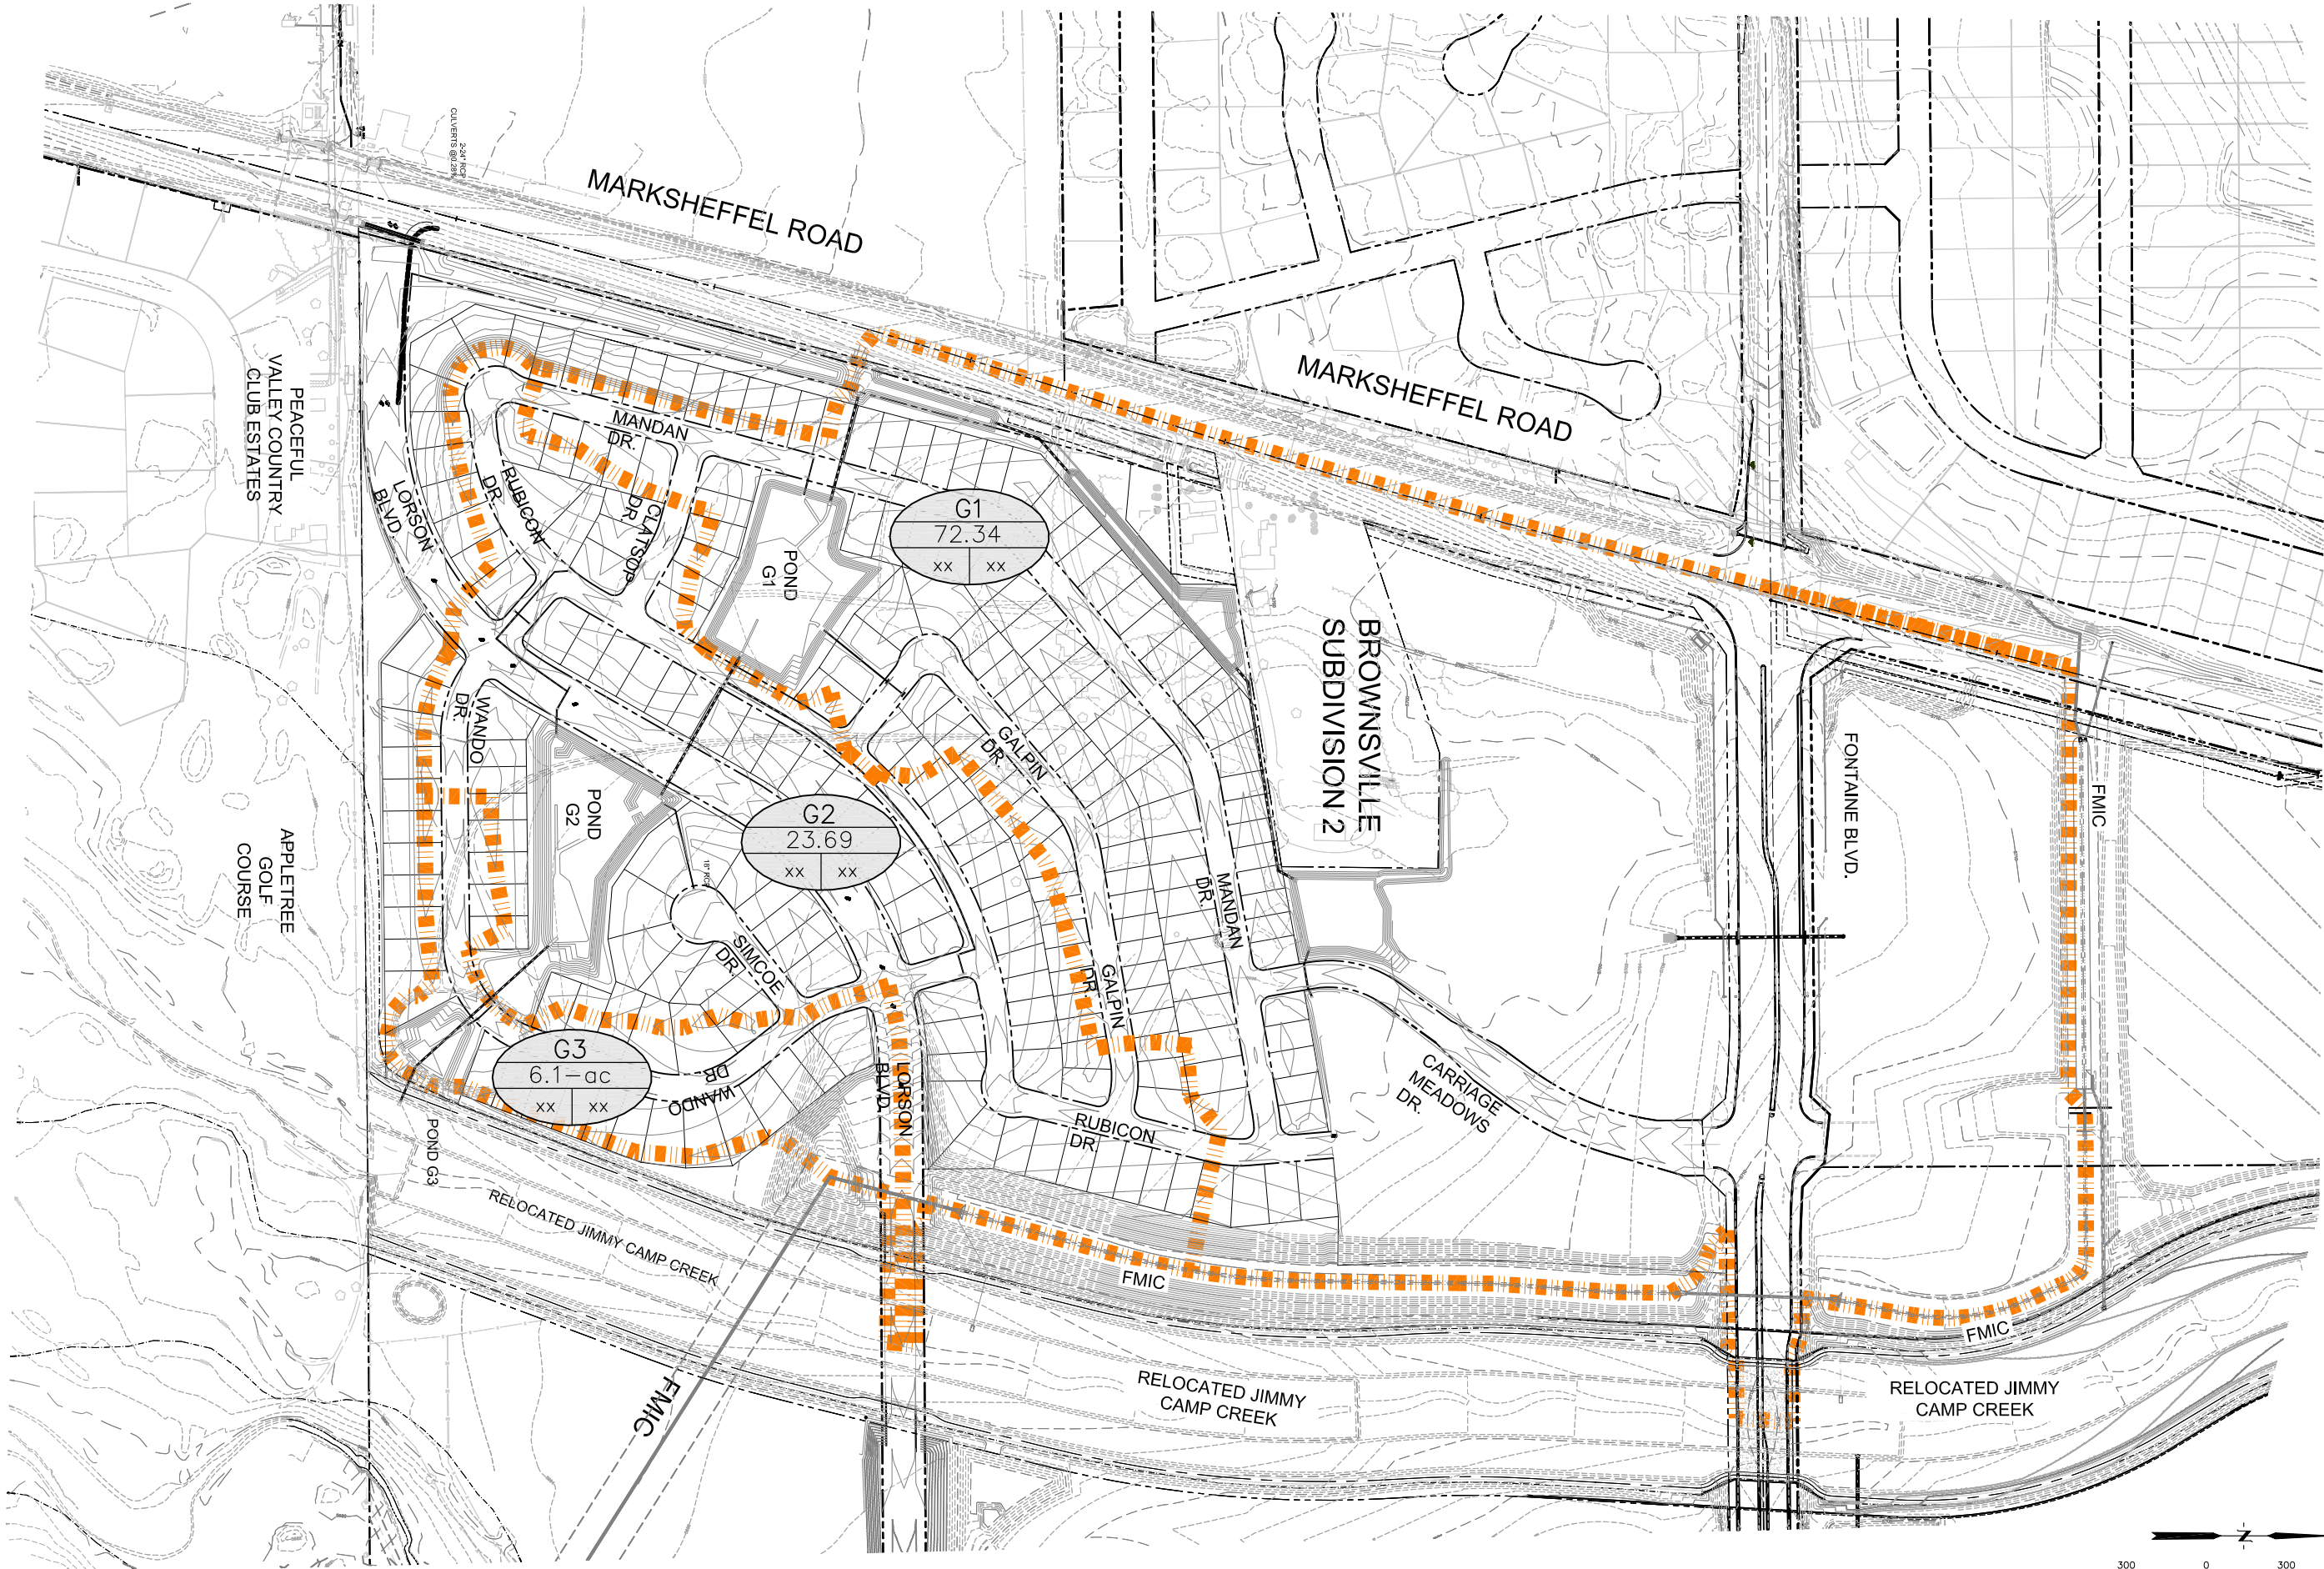 2-24" RCP
MARKSHEFFEL ROAD
MARKSHEFFEL ROAD
PEACEFUL
VALLEY COUNTRY
CLUB ESTATES
LORSON
BLVD.
MANDAN
DR.
RUBICON
DR.
CLATSOP
DR.
POND
G1
G1
72.34
xx
xx
BROWNSVILLE
SUBDIVISION 2
FONTAINE BLVD.
FMIC
WANDO
DR.
GALPIN
DR.
POND
G2
G2
23.69
xx
xx
APPLETREE
GOLF
COURSE
SIMCOE
DR.
MANDAN
DR.
GALPIN
DR.
G3
6.1-ac
xx
xx
WANDO
DR
LORSON
BLVD.
RUBICON
DR.
CARRIAGE
MEADOWS
DR.
POND G3
RELOCATED JIMMY CAMP CREEK
FMIC
FMIC
FMIC
RELOCATED JIMMY
CAMP CREEK
RELOCATED JIMMY
CAMP CREEK
Z
300
0
300